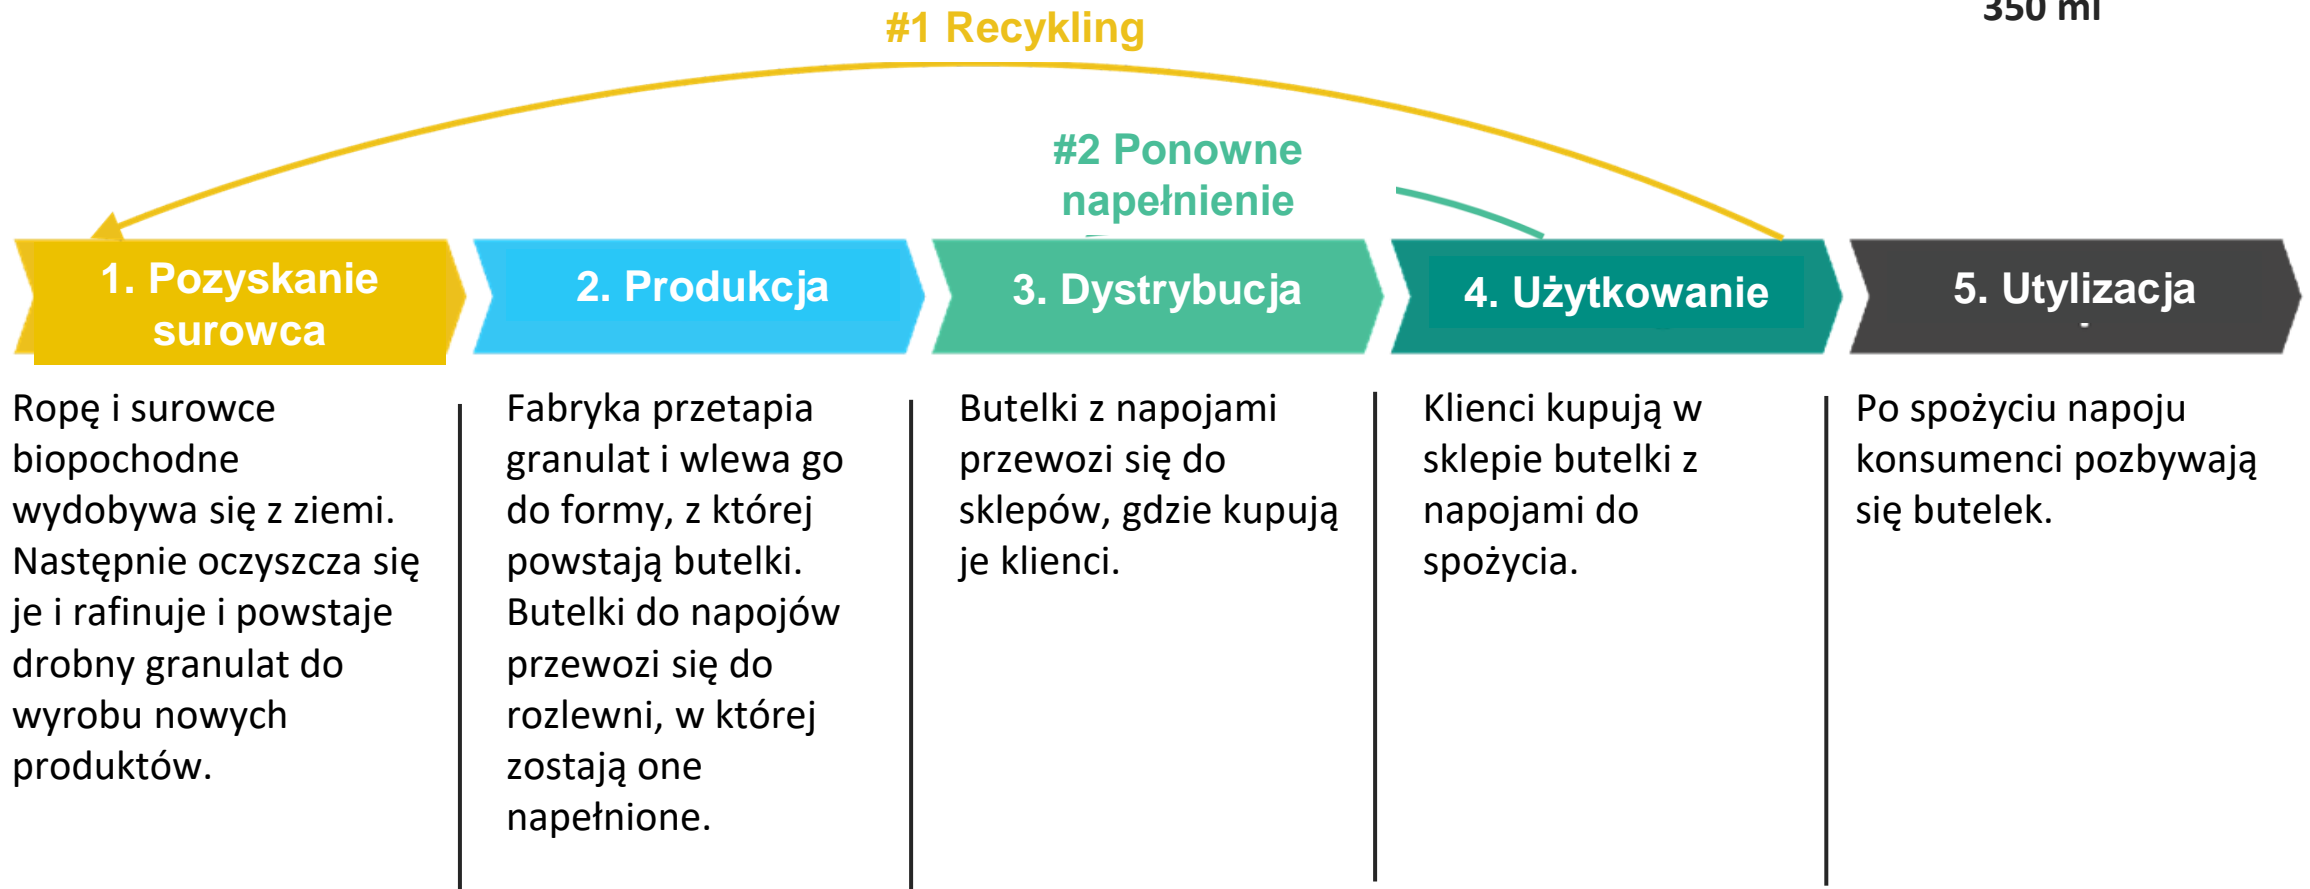 350 ml
#1 Recykling
#2 Ponowne
napełnienie
1. Pozyskanie
surowca
2. Produkcja
3. Dystrybucja
4. Użytkowanie
5. Utylizacja
Ropę i surowce
biopochodne
wydobywa się z ziemi.
Następnie oczyszcza się
je i rafinuje i powstaje
drobny granulat do
wyrobu nowych
produktów.
Fabryka przetapia
granulat i wlewa go
do formy, z której
powstają butelki.
Butelki do napojów
przewozi się do
rozlewni, w której
zostają one
napełnione.
Butelki z napojami
przewozi się do
sklepów, gdzie kupują
je klienci.
Klienci kupują w
sklepie butelki z
napojami do
spożycia.
Po spożyciu napoju
konsumenci pozbywają
się butelek.